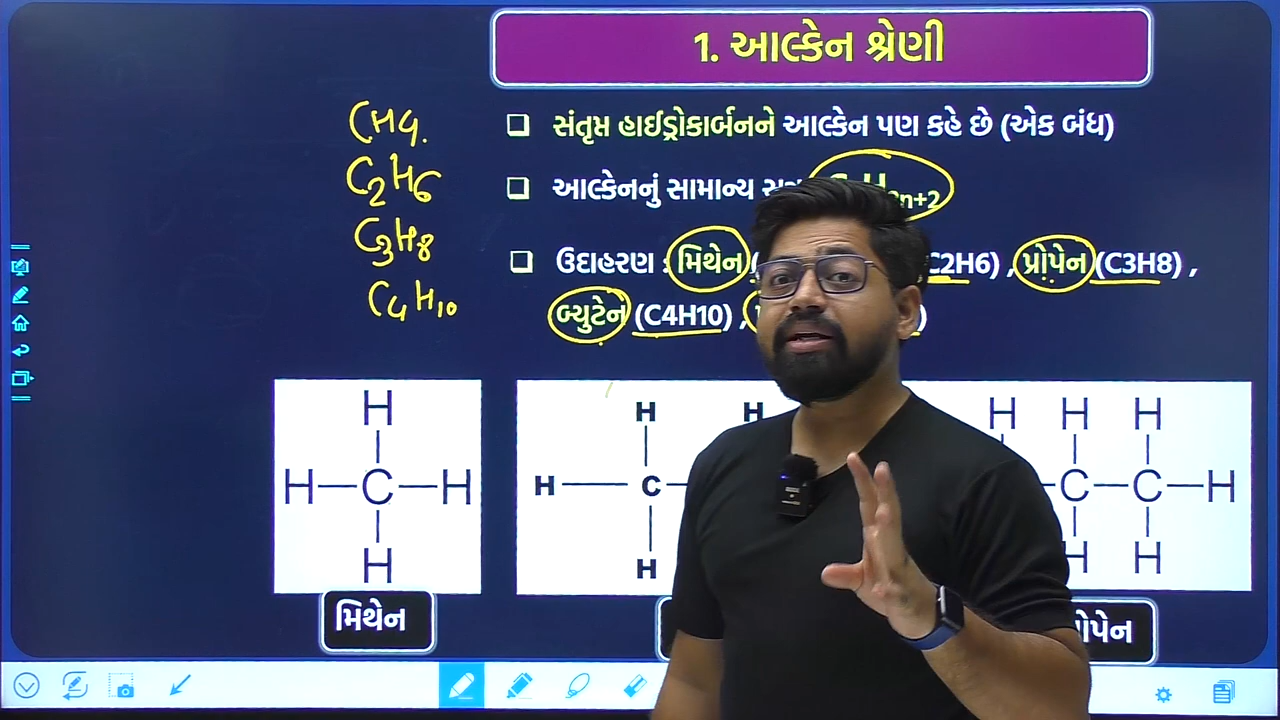 1. આલ્કેન શ્રેણી
સંતૃપ્ત હાઈડ્રોકાર્બનને આલ્કેન પણ કહે છે (એક બંધ)
આલ્કેનનું સામાન્ય 2n+2
ઉદાહરણ : મિથેન ( C2H6) , પ્રોપેન (C3H8) ,
બ્યુટેન (C4H10) , )
CH4.
C2H6
C3H8
C4H10
H
H C H
H
મિથેન
H H
H C
H
H H H
C C H
H H
પેન